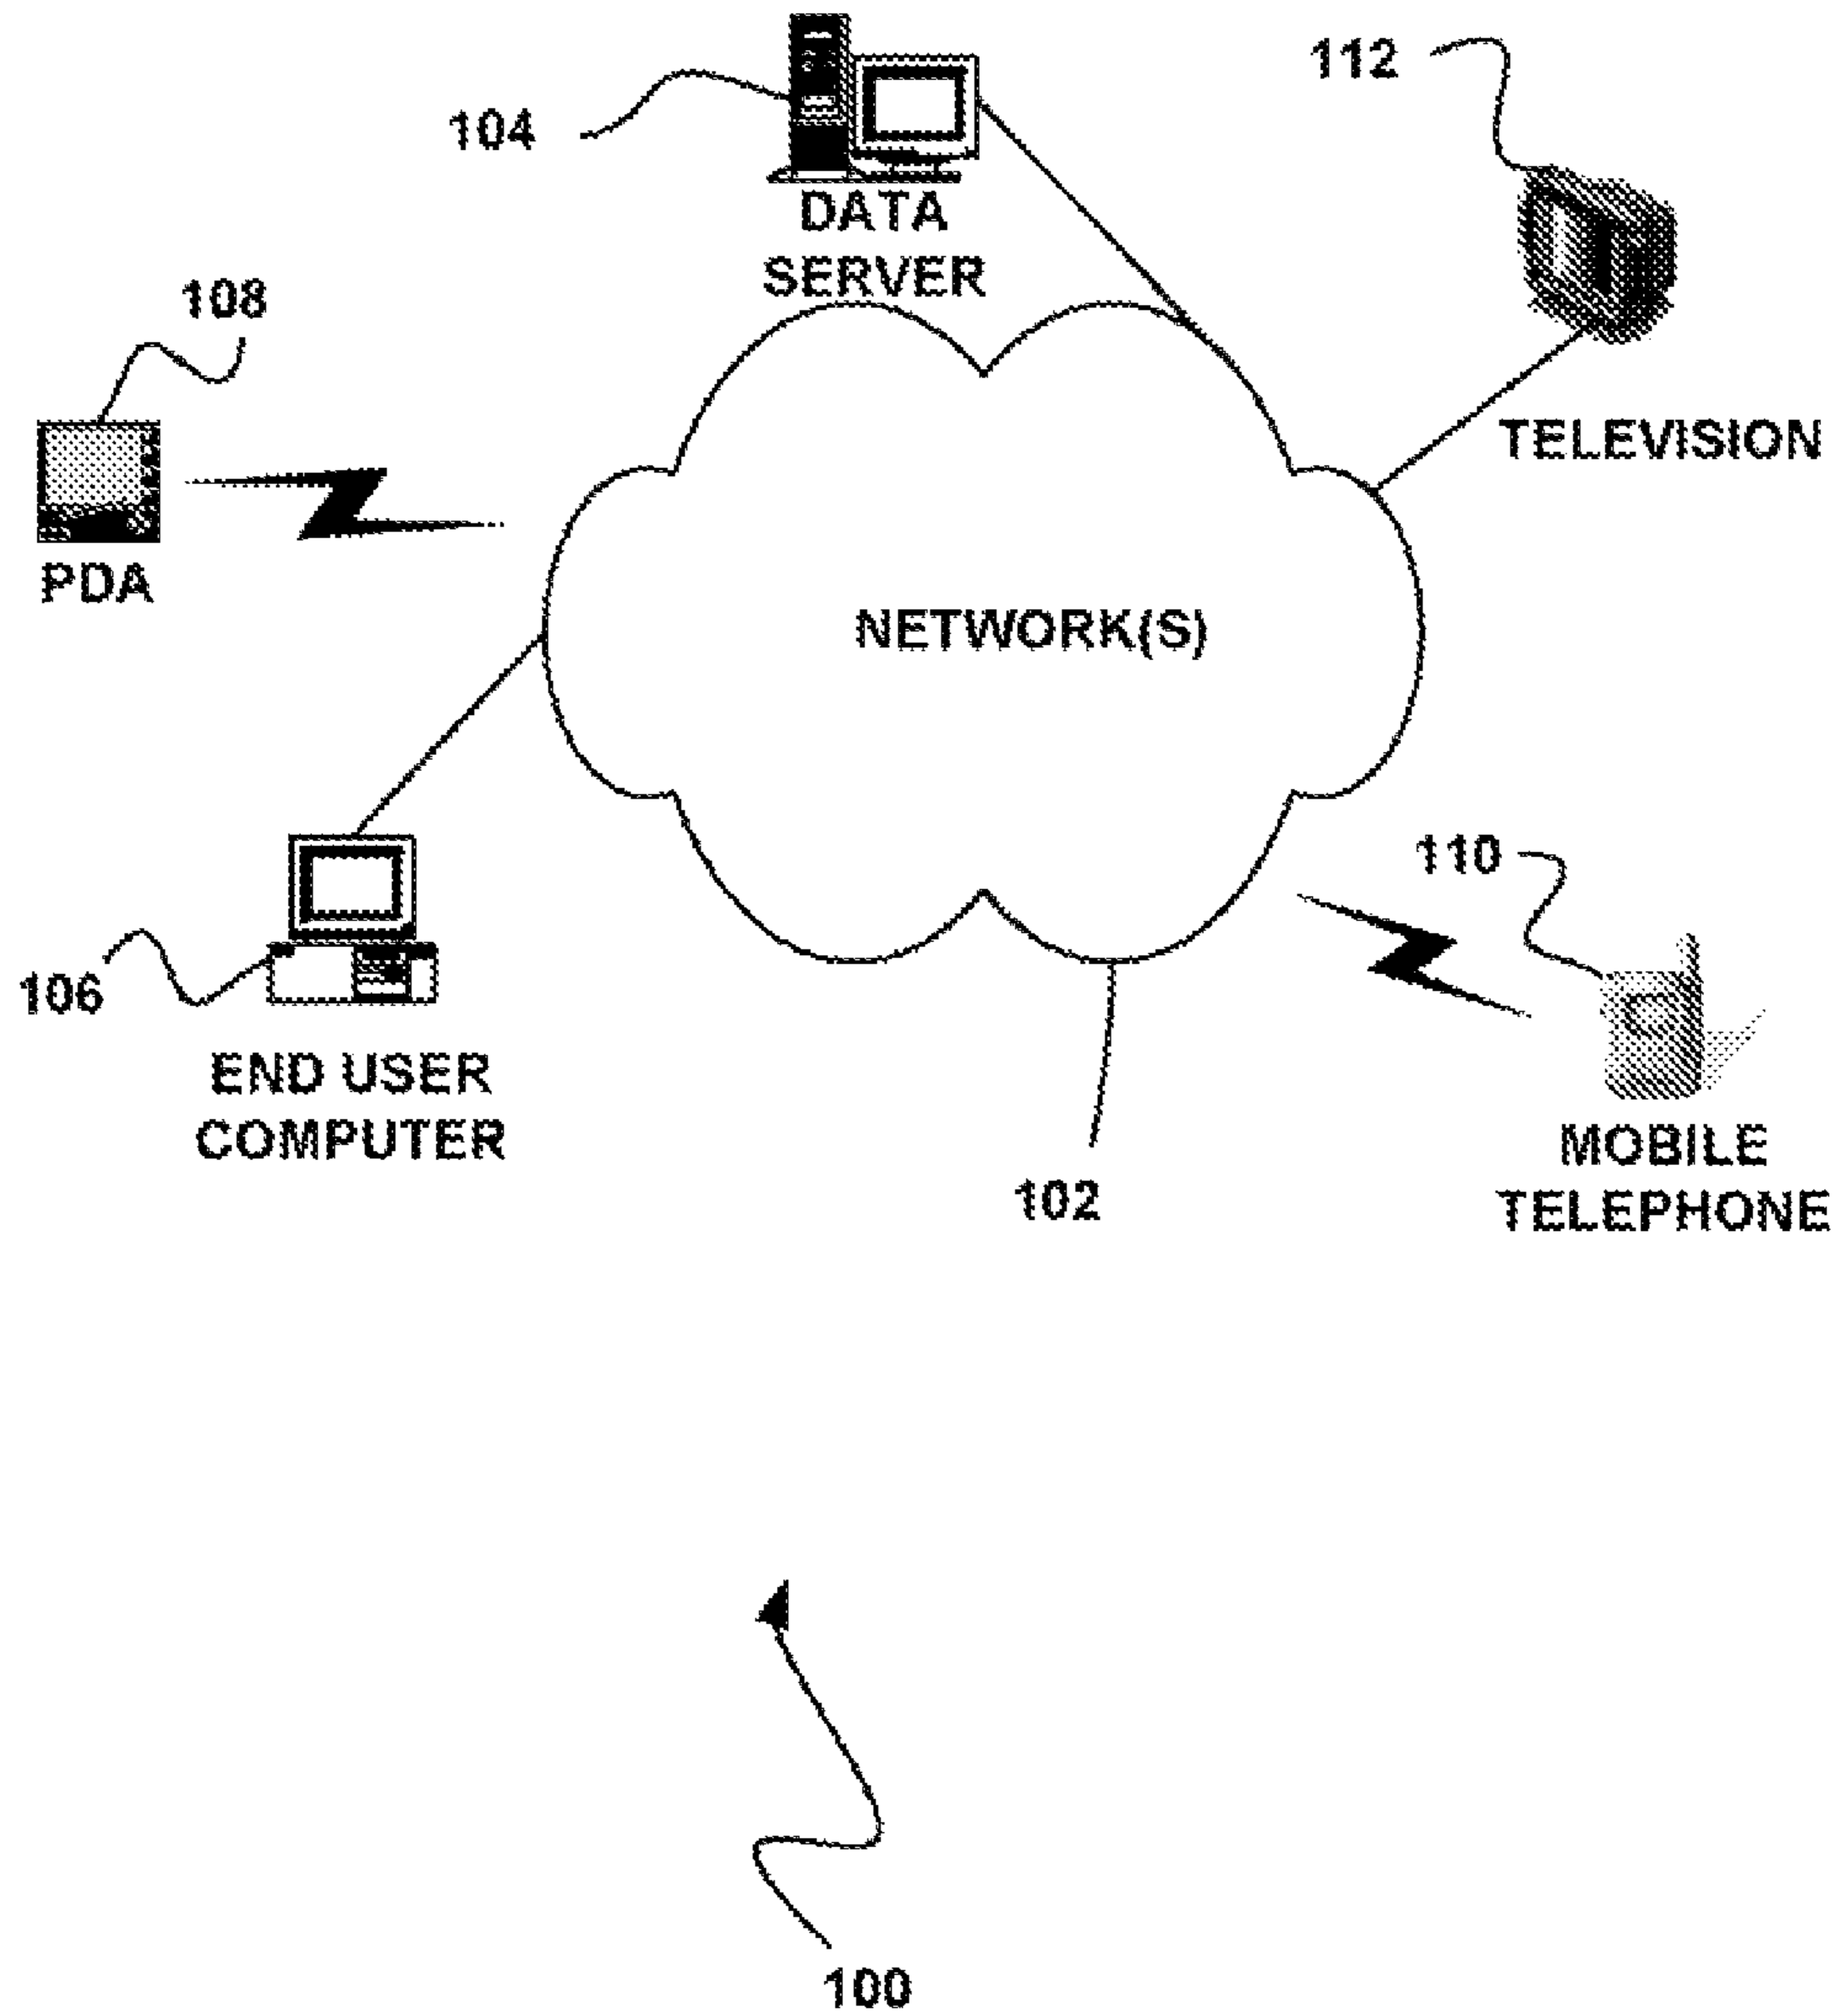 112
104
DATA
SERVER
108
TELEVISION
PDA
NETWORK(S)
110
106
END USER
COMPUTER
MOBILE
TELEPHONE
102
100